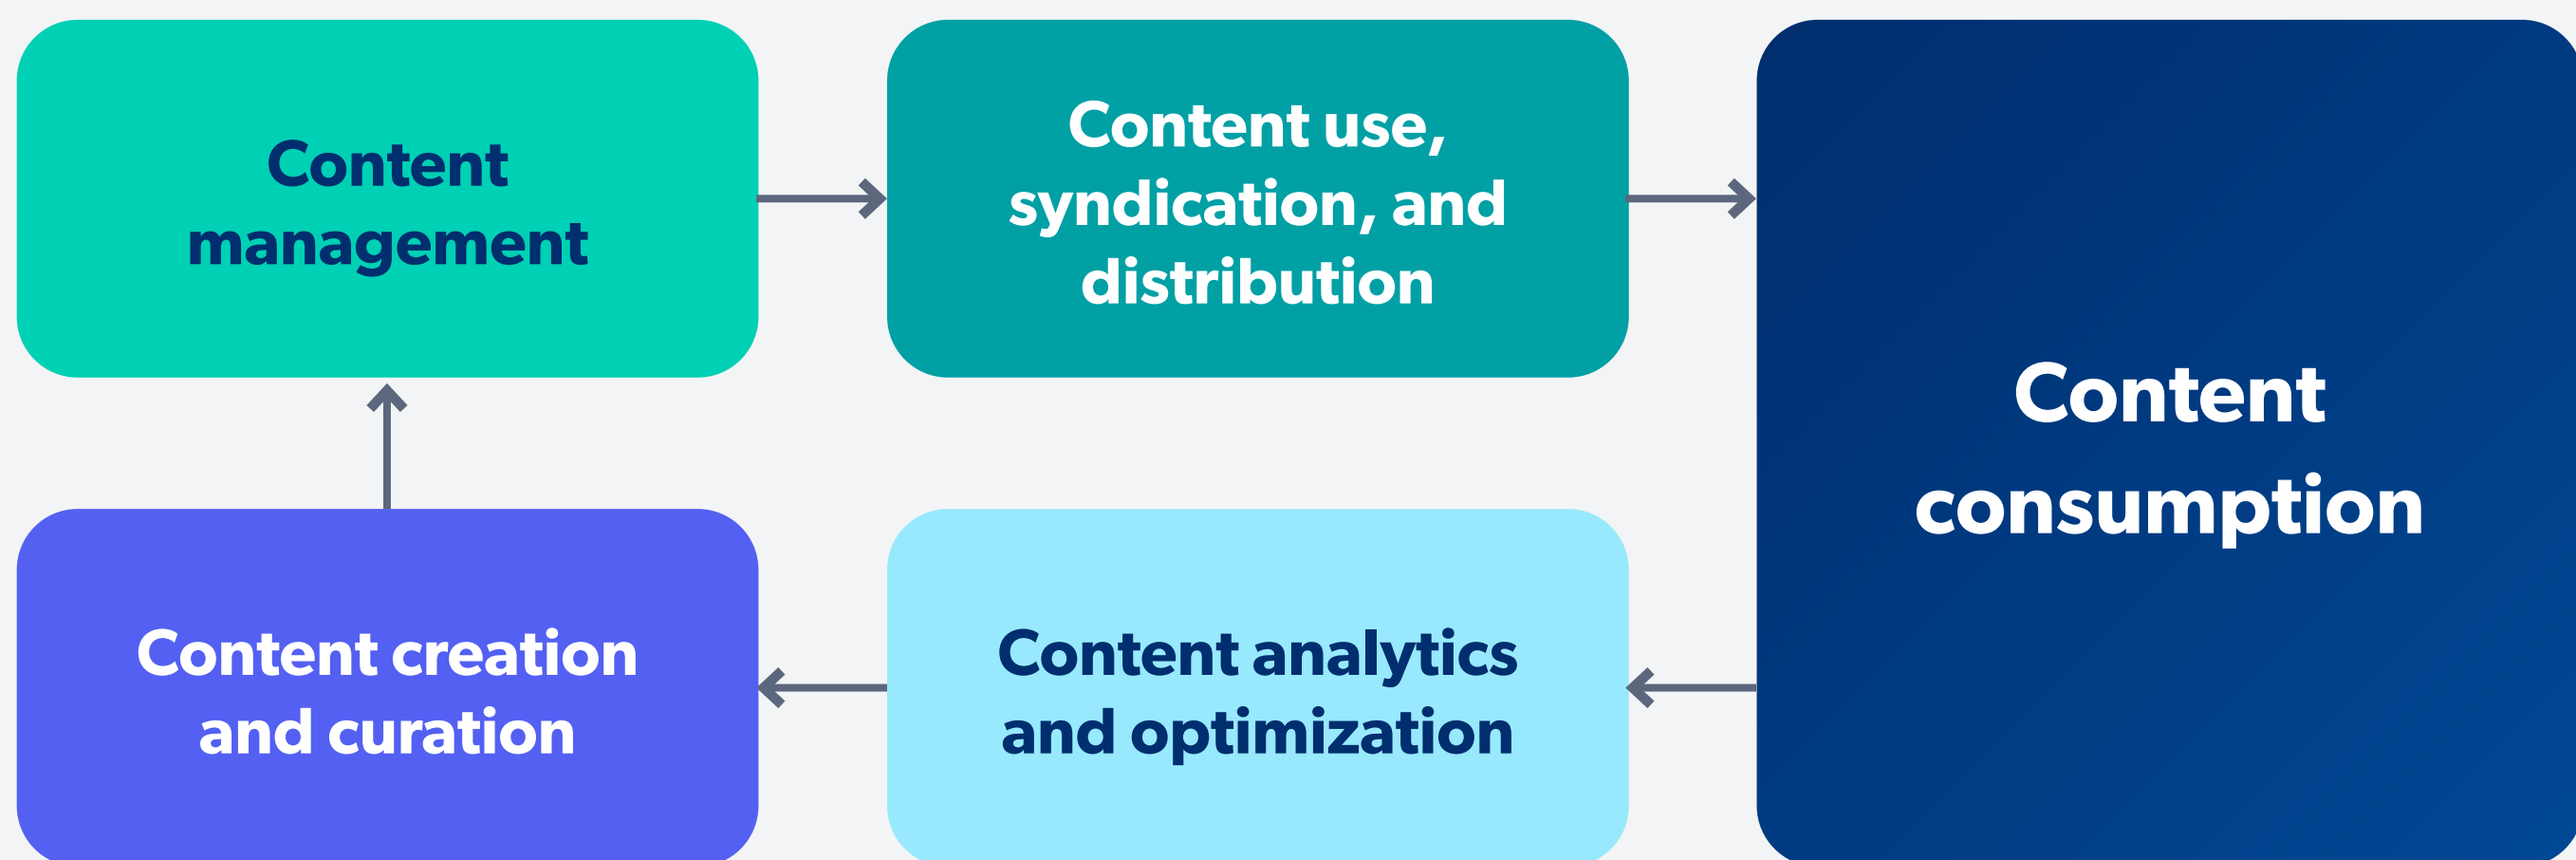 Content
management
Content use,
syndication, and
distribution
Content
consumption
Content creation
and curation
Content analytics
and optimization